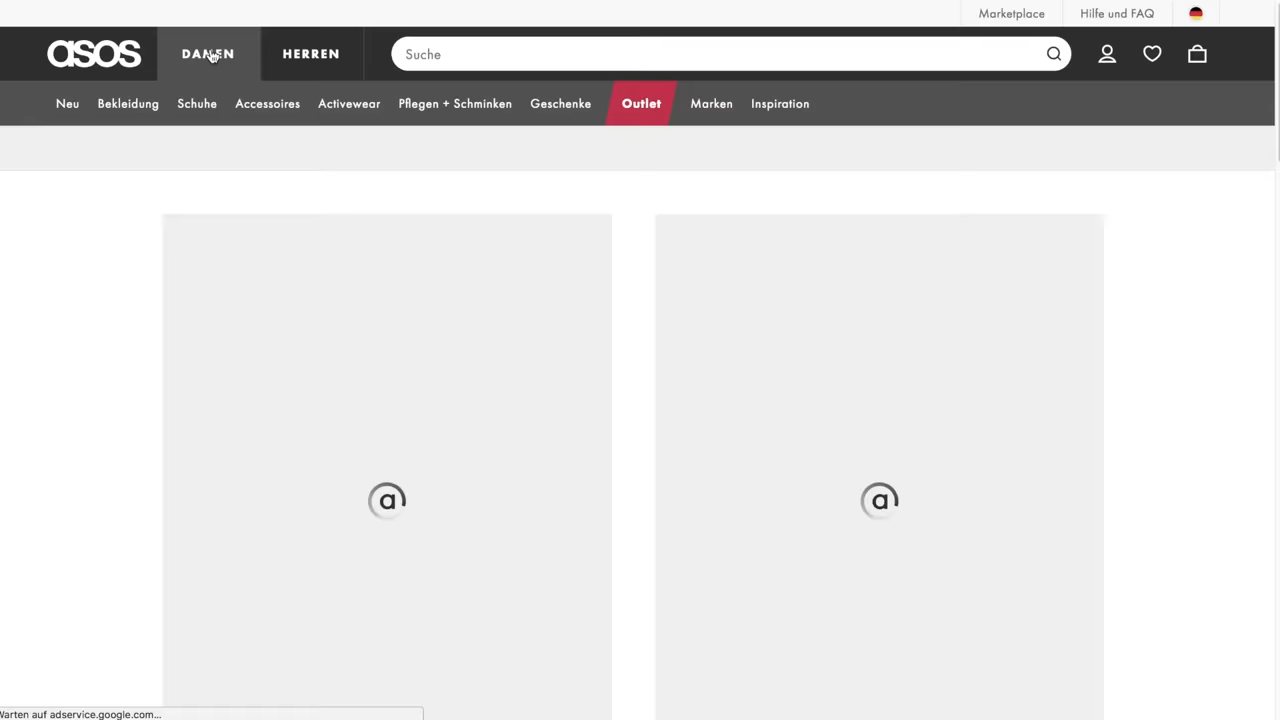 Marketplace
Hilfe und FAQ
asos
DAMEN
HERREN
Suche
Neu
Bekleidung
Schuhe
Accessoires
Activewear
Pflegen + Schminken
Geschenke
Outlet
Marken
Inspiration
a
a
Warten auf adservice.google.com...